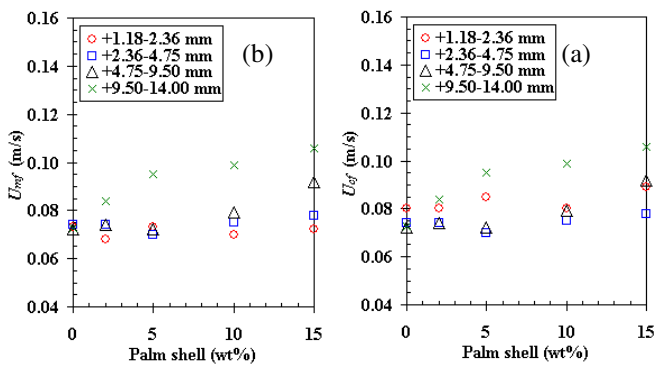 0.16
0.14
0.12
0.10
0.08
0.06
0.04
Umf (m/s)
+1.18-2.36 mm
+2.36-4.75 mm
+4.75-9.50 mm
+9.50-14.00 mm
(b)
0 5 10 15
Palm shell (wt%)
0.16
0.14
0.12
0.10
0.08
0.06
0.04
Ucf (m/s)
+1.18-2.36 mm
+2.36-4.75 mm
+4.75-9.50 mm
+9.50-14.00 mm
(a)
0 5 10 15
Palm shell (wt%)